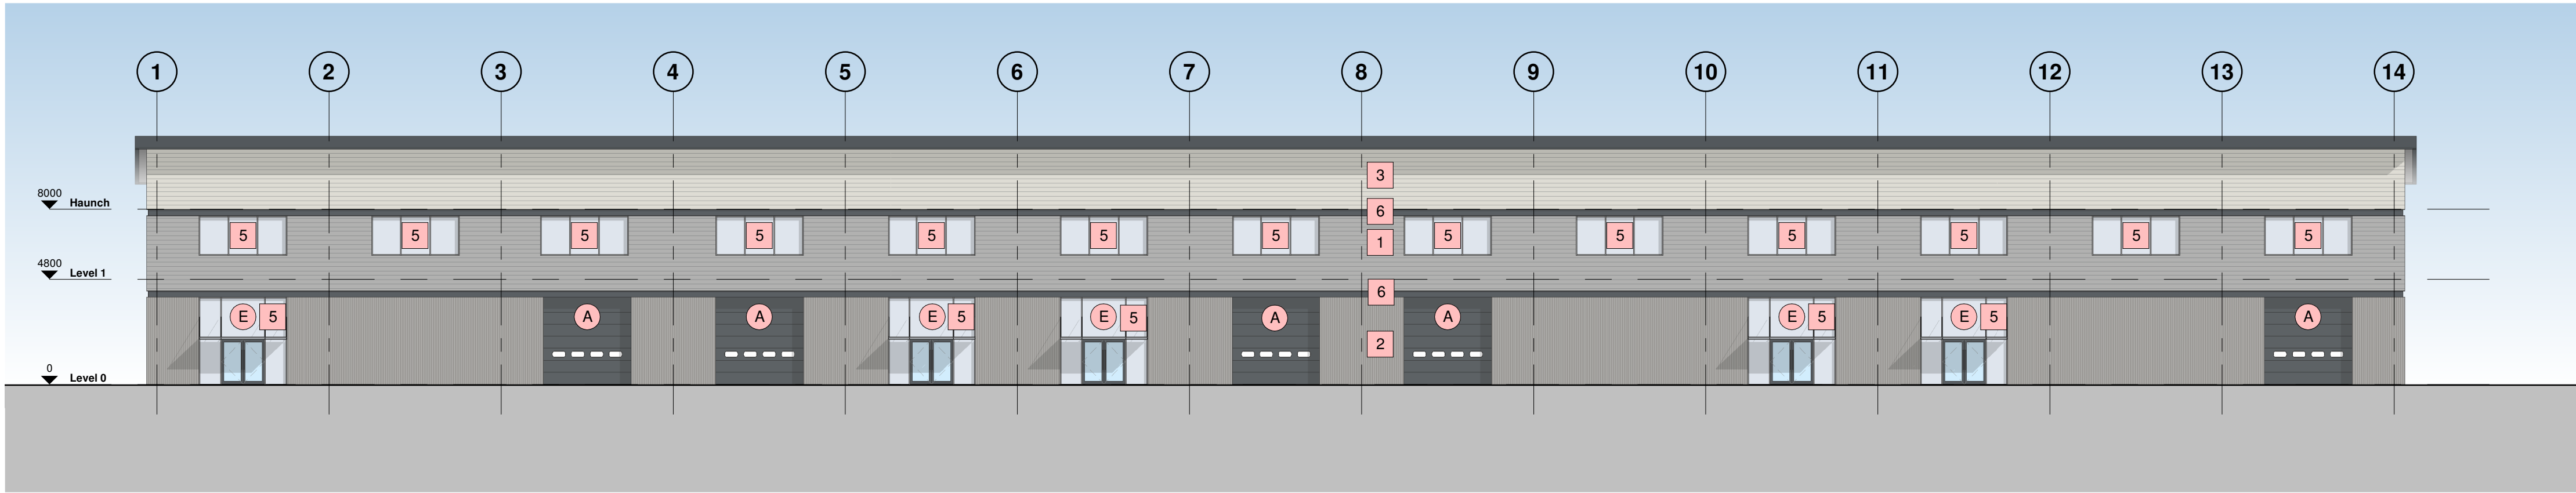 1 2 3 4 5 6 7 8 9 10 11 12 13 14
3
8000
Haunch
6
5 5 5 5 5 5 5 5 5 5 5 5 5
1
4800
Level 1
6
E 5 A A E 5 E 5 A A E 5 E 5 A
2
0
Level 0